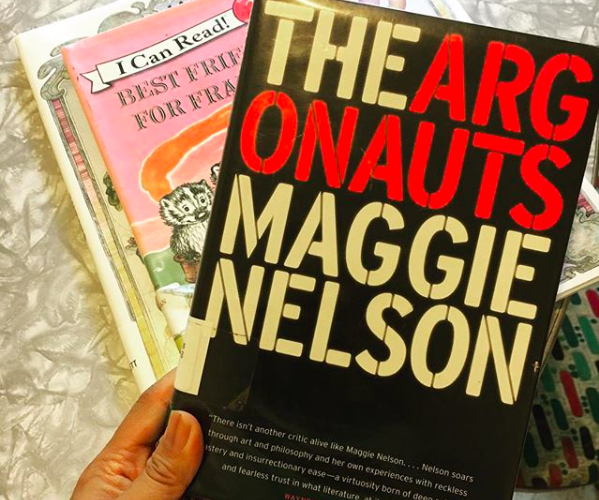 I Can Read!
BEST
FOR
THE ARG
ONAUTS
MAGGIE
NELSON
"There isn't another critic alive like Maggie Nelson. . . . Nelson soars
through art and philosophy and her own experiences with reckless
and insurrectionary ease—a virtuosity born of deep
and fearless trust in what literature,